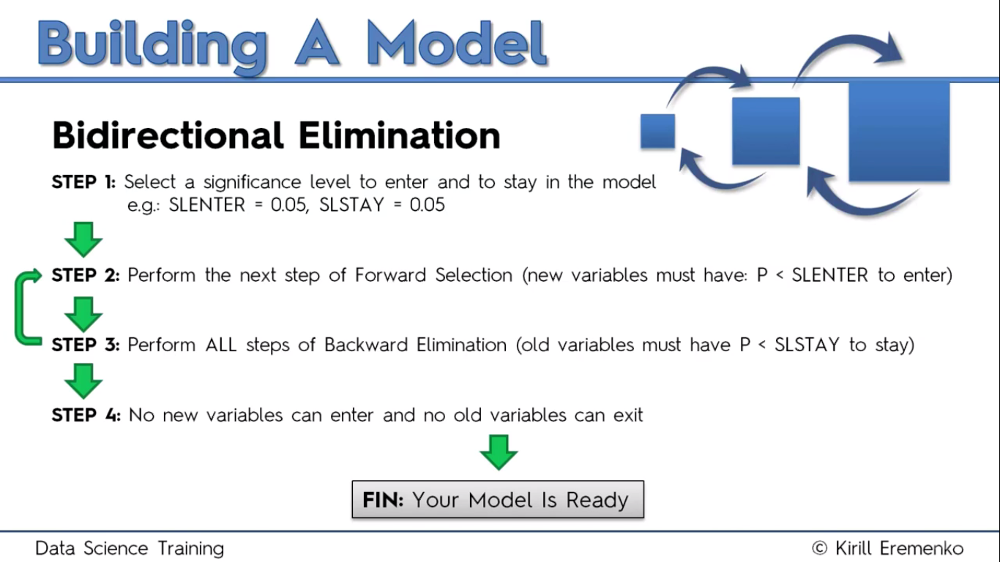 Building A Model
Bidirectional Elimination
STEP 1: Select a significance level to enter and to stay in the model
e.g.: SLENTER = 0.05, SLSTAY = 0.05
STEP 2: Perform the next step of Forward Selection (new variables must have: P < SLENTER to enter)
STEP 3: Perform ALL steps of Backward Elimination (old variables must have P < SLSTAY to stay)
STEP 4: No new variables can enter and no old variables can exit
FIN: Your Model Is Ready
Data Science Training
© Kirill Eremenko